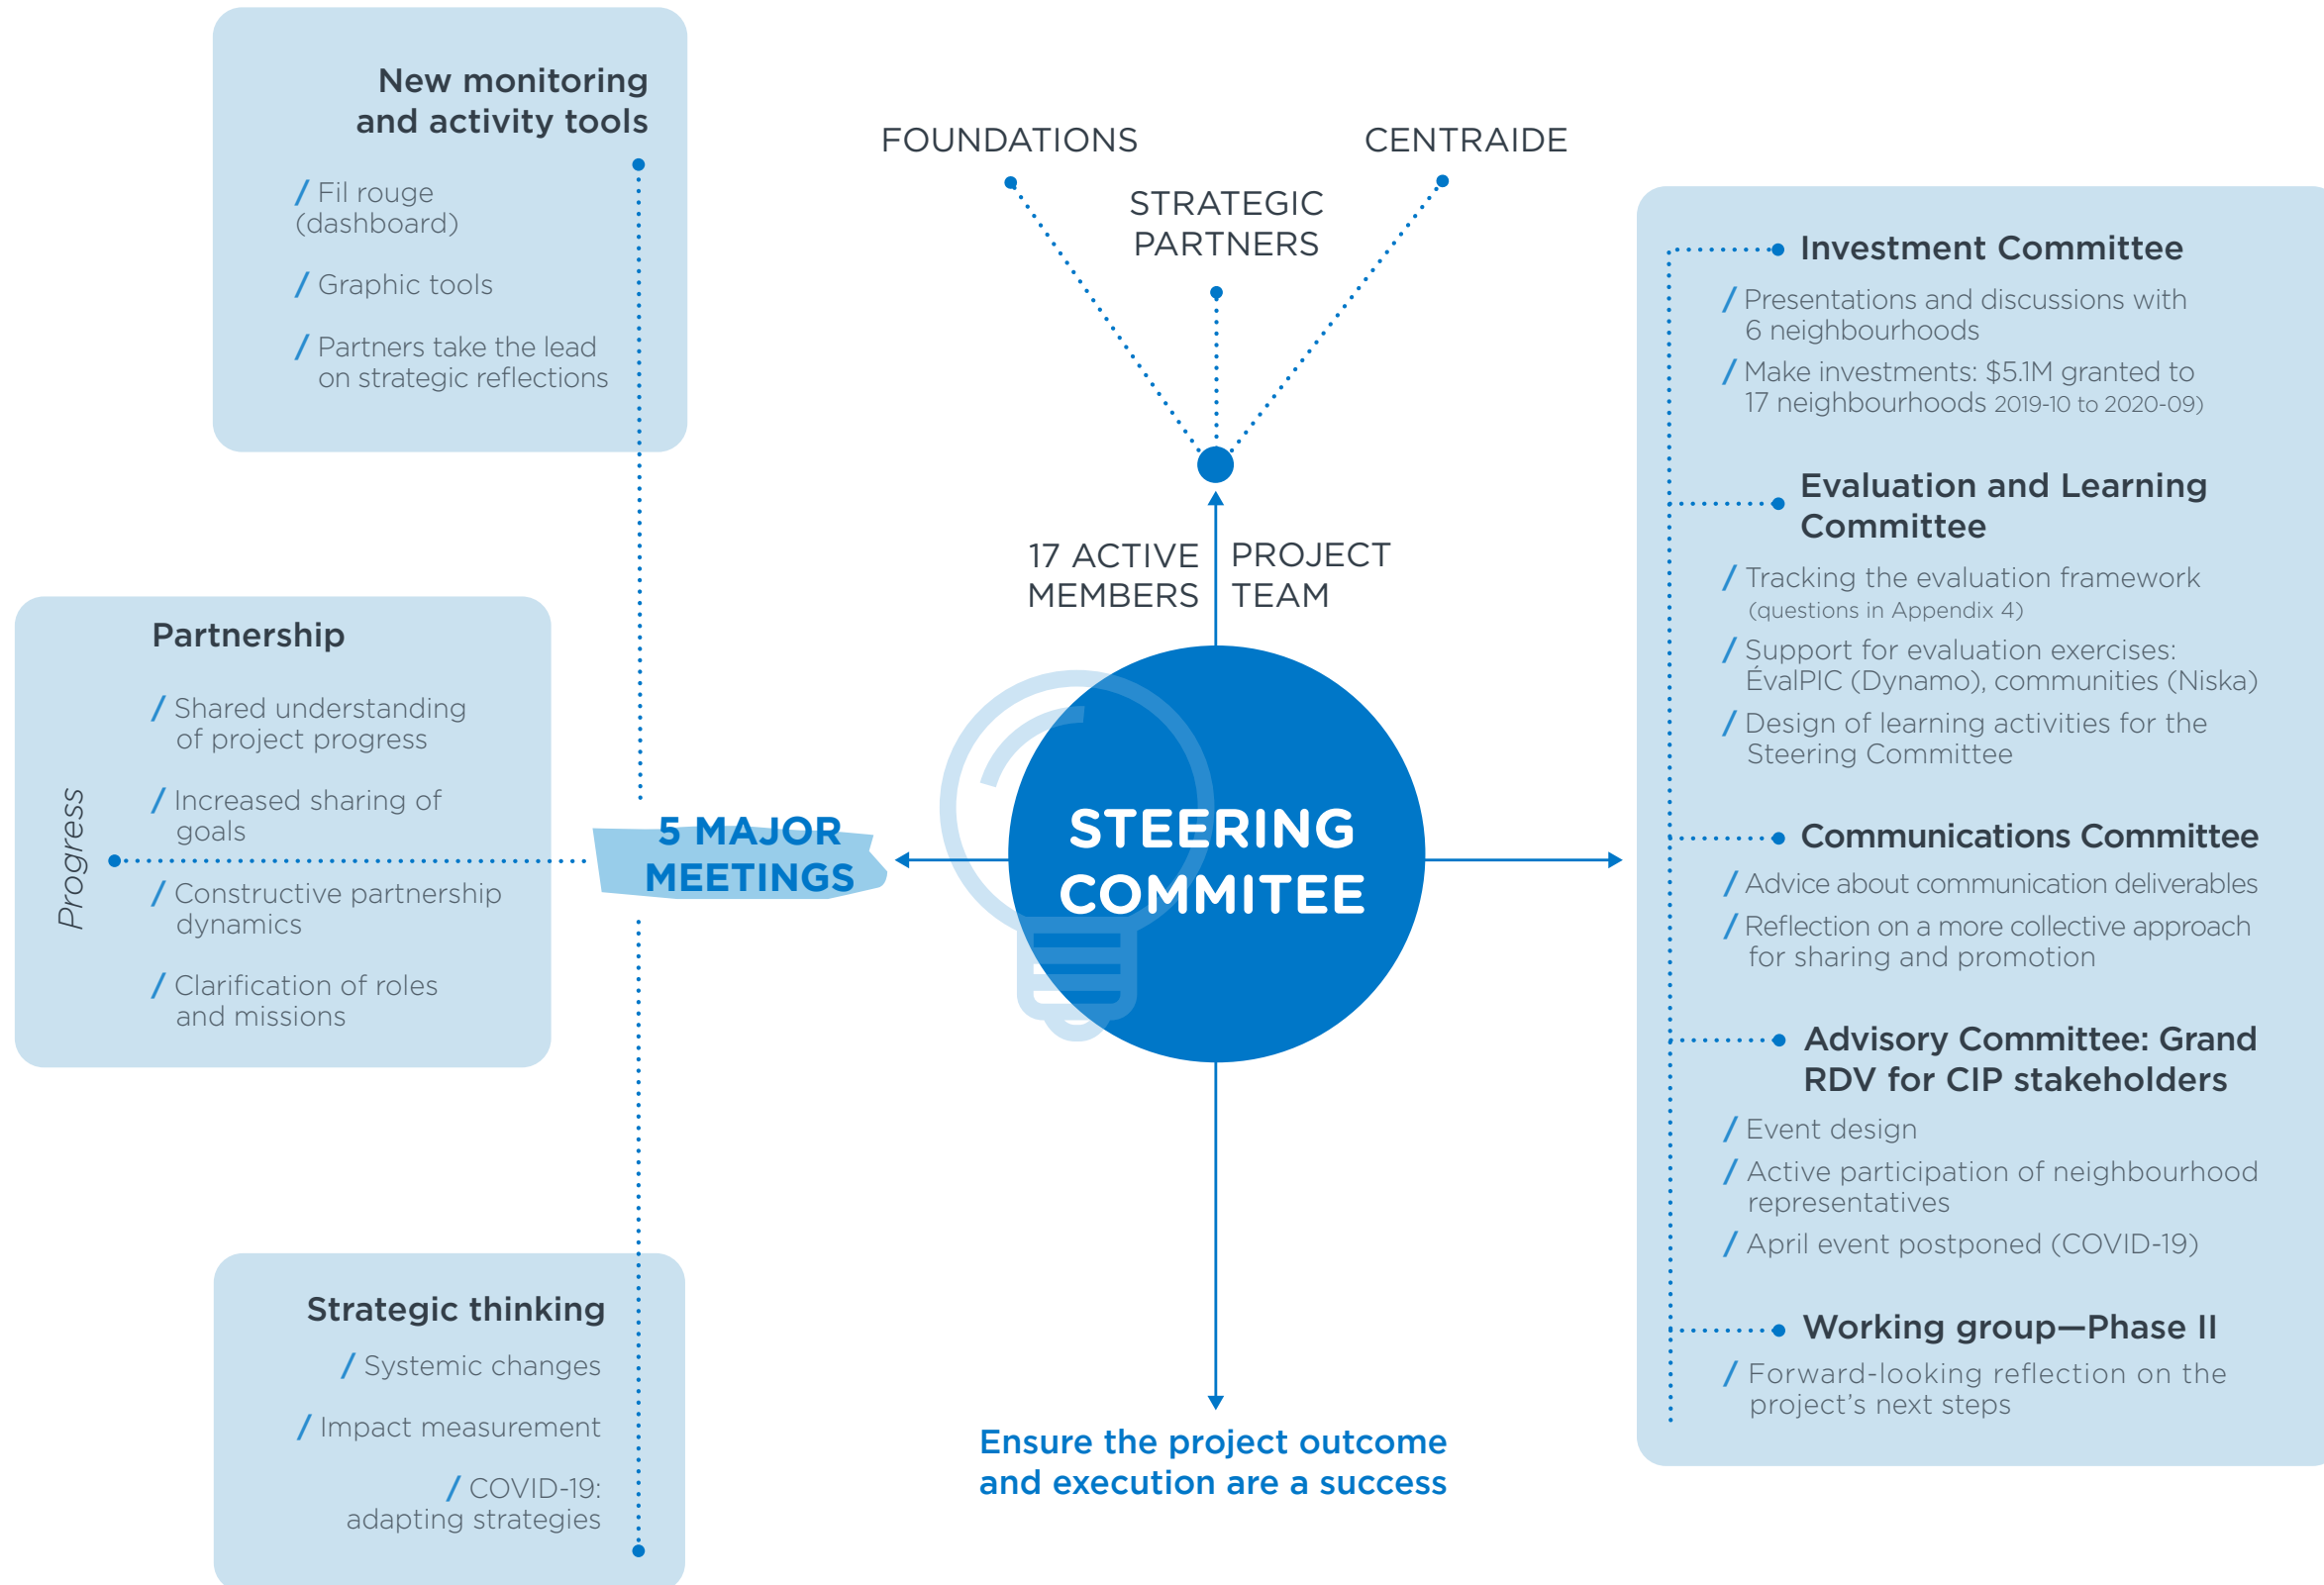 New monitoring
and activity tools
/ Fil rouge
(dashboard)
/ Graphic tools
/ Partners take the lead
on strategic reflections
FOUNDATIONS
STRATEGIC
PARTNERS
CENTRAIDE
17 ACTIVE
MEMBERS
PROJECT
TEAM
Partnership
/ Shared understanding
of project progress
/ Increased sharing of
goals
/ Constructive partnership
dynamics
/ Clarification of roles
and missions
Progress
5 MAJOR
MEETINGS
STEERING
COMMITEE
Strategic thinking
/ Systemic changes
/ Impact measurement
/ COVID-19:
adapting strategies
Ensure the project outcome
and execution are a success
Investment Committee
/ Presentations and discussions with
6 neighbourhoods
/ Make investments: $5.1M granted to
17 neighbourhoods 2019-10 to 2020-09)
Evaluation and Learning
Committee
/ Tracking the evaluation framework
(questions in Appendix 4)
/ Support for evaluation exercises:
ÉvalPIC (Dynamo), communities (Niska)
/ Design of learning activities for the
Steering Committee
Communications Committee
/ Advice about communication deliverables
/ Reflection on a more collective approach
for sharing and promotion
Advisory Committee: Grand
RDV for CIP stakeholders
/ Event design
/ Active participation of neighbourhood
representatives
/ April event postponed (COVID-19)
Working group—Phase II
/ Forward-looking reflection on the
project’s next steps